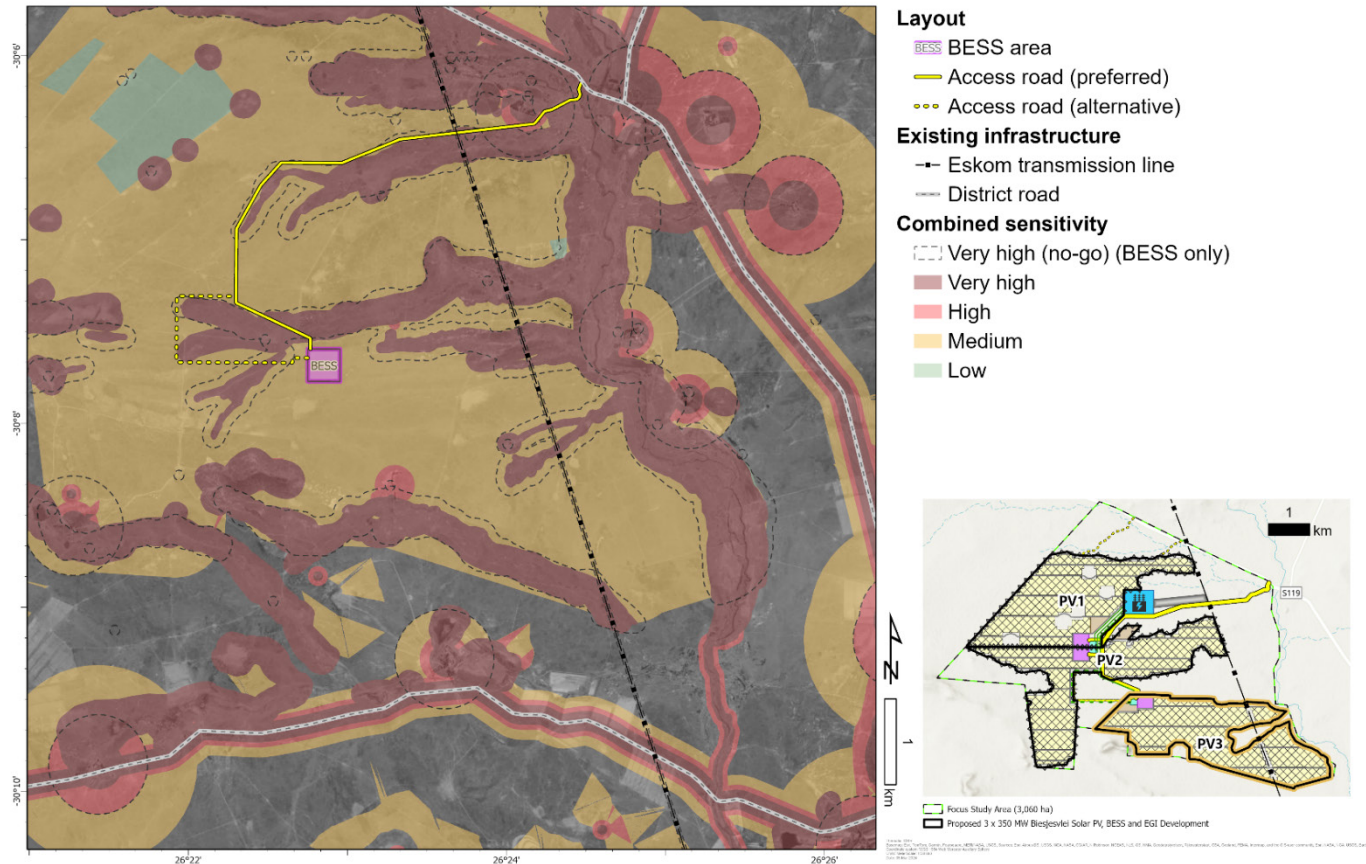 -30°6'
-30°8'
-30°10'
26°22'
26°24'
26°26'
BESS
N
1
km
Layout
BESS BESS area
Access road (preferred)
Access road (alternative)
Existing infrastructure
Eskom transmission line
District road
Combined sensitivity
Very high (no-go) (BESS only)
Very high
High
Medium
Low
1
km
S119
PV1
PV2
PV3
Focus Study Area (3,060 ha)
Proposed 3 x 350 MW Biesjesvlei Solar PV, BESS and EGI Development